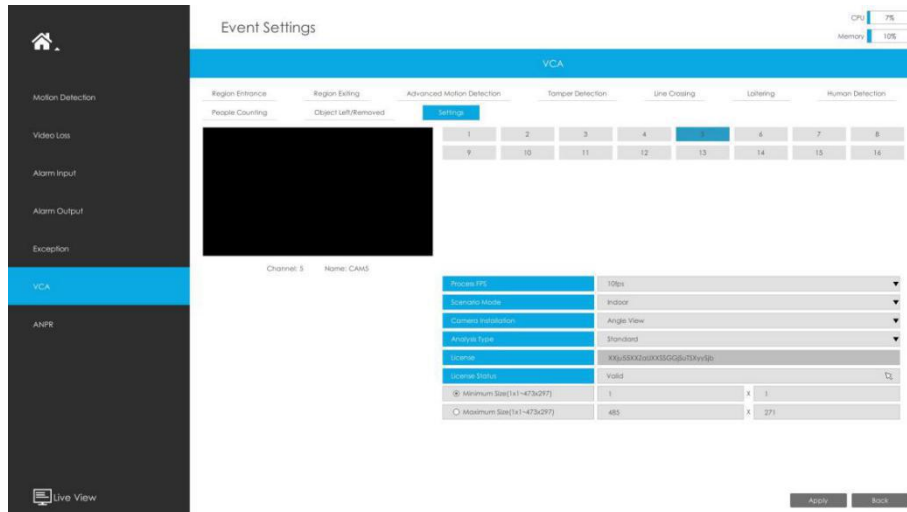 Event Settings
CPU 7%
Memory 10%
VCA
Motion Detection
Video Loss
Alarm Input
Alarm Output
Exception
VCA
ANPR
Live View
Region Entrance Region Exiting Advanced Motion Detection Tamper Detection Line Crossing Loitering Human Detection
People Counting Object Left/Removed Settings
1 2 3 4 5 6 7 8
9 10 11 12 13 14 15 16
Channel: 5 Name: CAM5
Process FPS 10fps
Scenario Mode Indoor
Camera Installation Angle View
Analysis Type Standard
License
License Status Valid
Minimum Size(1x1~473x297) 1 X 1
Maximum Size(1x1~473x297) 485 X 271
Apply Back